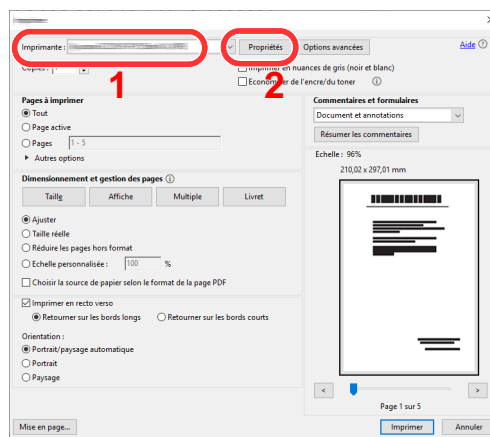 Imprimante :
Propriétés
Options avancées
Aide
Copies :
1
2
Imprimer en nuances de gris (noir et blanc)
Economiser de l'encre/du toner
Pages à imprimer
Tout
Page active
Pages 1 - 5
Autres options
Dimensionnement et gestion des pages
Taille Affiche Multiple Livret
Ajuster
Taille réelle
Réduire les pages hors format
Echelle personnalisée : 100 %
Choisir la source de papier selon le format de la page PDF
Imprimer en recto verso
Retourner sur les bords longs Retourner sur les bords courts
Orientation :
Portrait/paysage automatique
Portrait
Paysage
Commentaires et formulaires
Document et annotations
Résumer les commentaires
Echelle : 96%
210,02 x 297,01 mm
< >
Page 1 sur 5
Mise en page... Imprimer Annuler